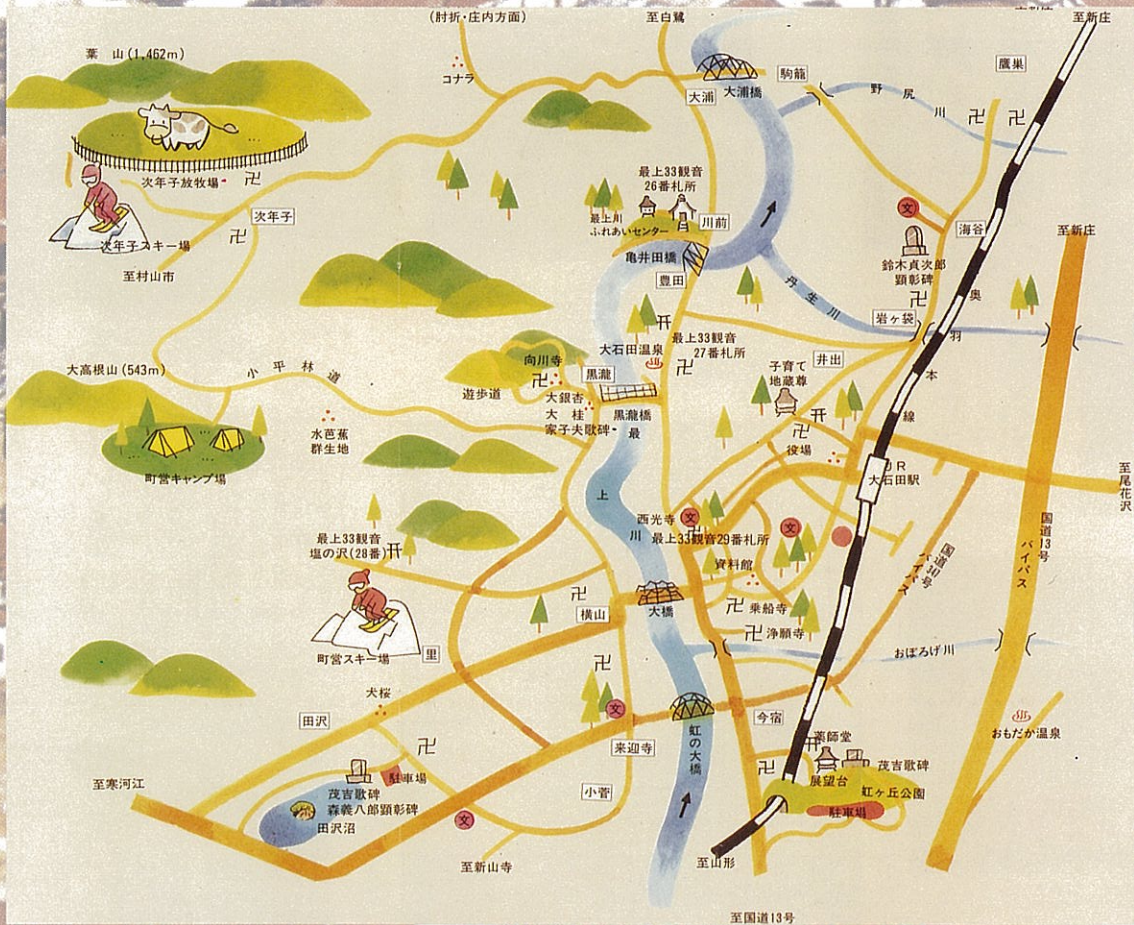 (肘折・庄内方面)
至白鷺
至新庄
葉山(1,462m)
コナラ
大浦
大浦橋
駒籠
鷹巣
野尻川
次年子放牧場
次年子
次年子スキー場
至村山市
最上33観音
26番札所
最上川
ふれあいセンター
川前
亀井田橋
豊田
丹生川
海谷
鈴木貞次郎
顕彰碑
文
至新庄
岩ヶ袋
奥羽本線
大石田温泉
最上33観音
27番札所
井出
子育て
地蔵尊
役場
JR
大石田駅
至尾花沢
大高根山(543m)
小平林道
向川寺
遊歩道
黒瀧
大銀杏
大桂
家子夫歌碑
黒瀧橋
最上川
水芭蕉
群生地
町営キャンプ場
西光寺
文
最上33観音29番札所
文
資料館
乗船寺
浄願寺
国道13号
バイパス
国道347号
バイパス
最上33観音
塩の沢(28番)
町営スキー場
里
横山
大橋
おぼろげ川
犬桜
田沢
文
来迎寺
虹の大橋
今宿
薬師堂
茂吉歌碑
展望台
虹ヶ丘公園
駐車場
おもだか温泉
至寒河江
駐車場
茂吉歌碑
森義八郎顕彰碑
田沢沼
小菅
文
至新山寺
至山形
至国道13号